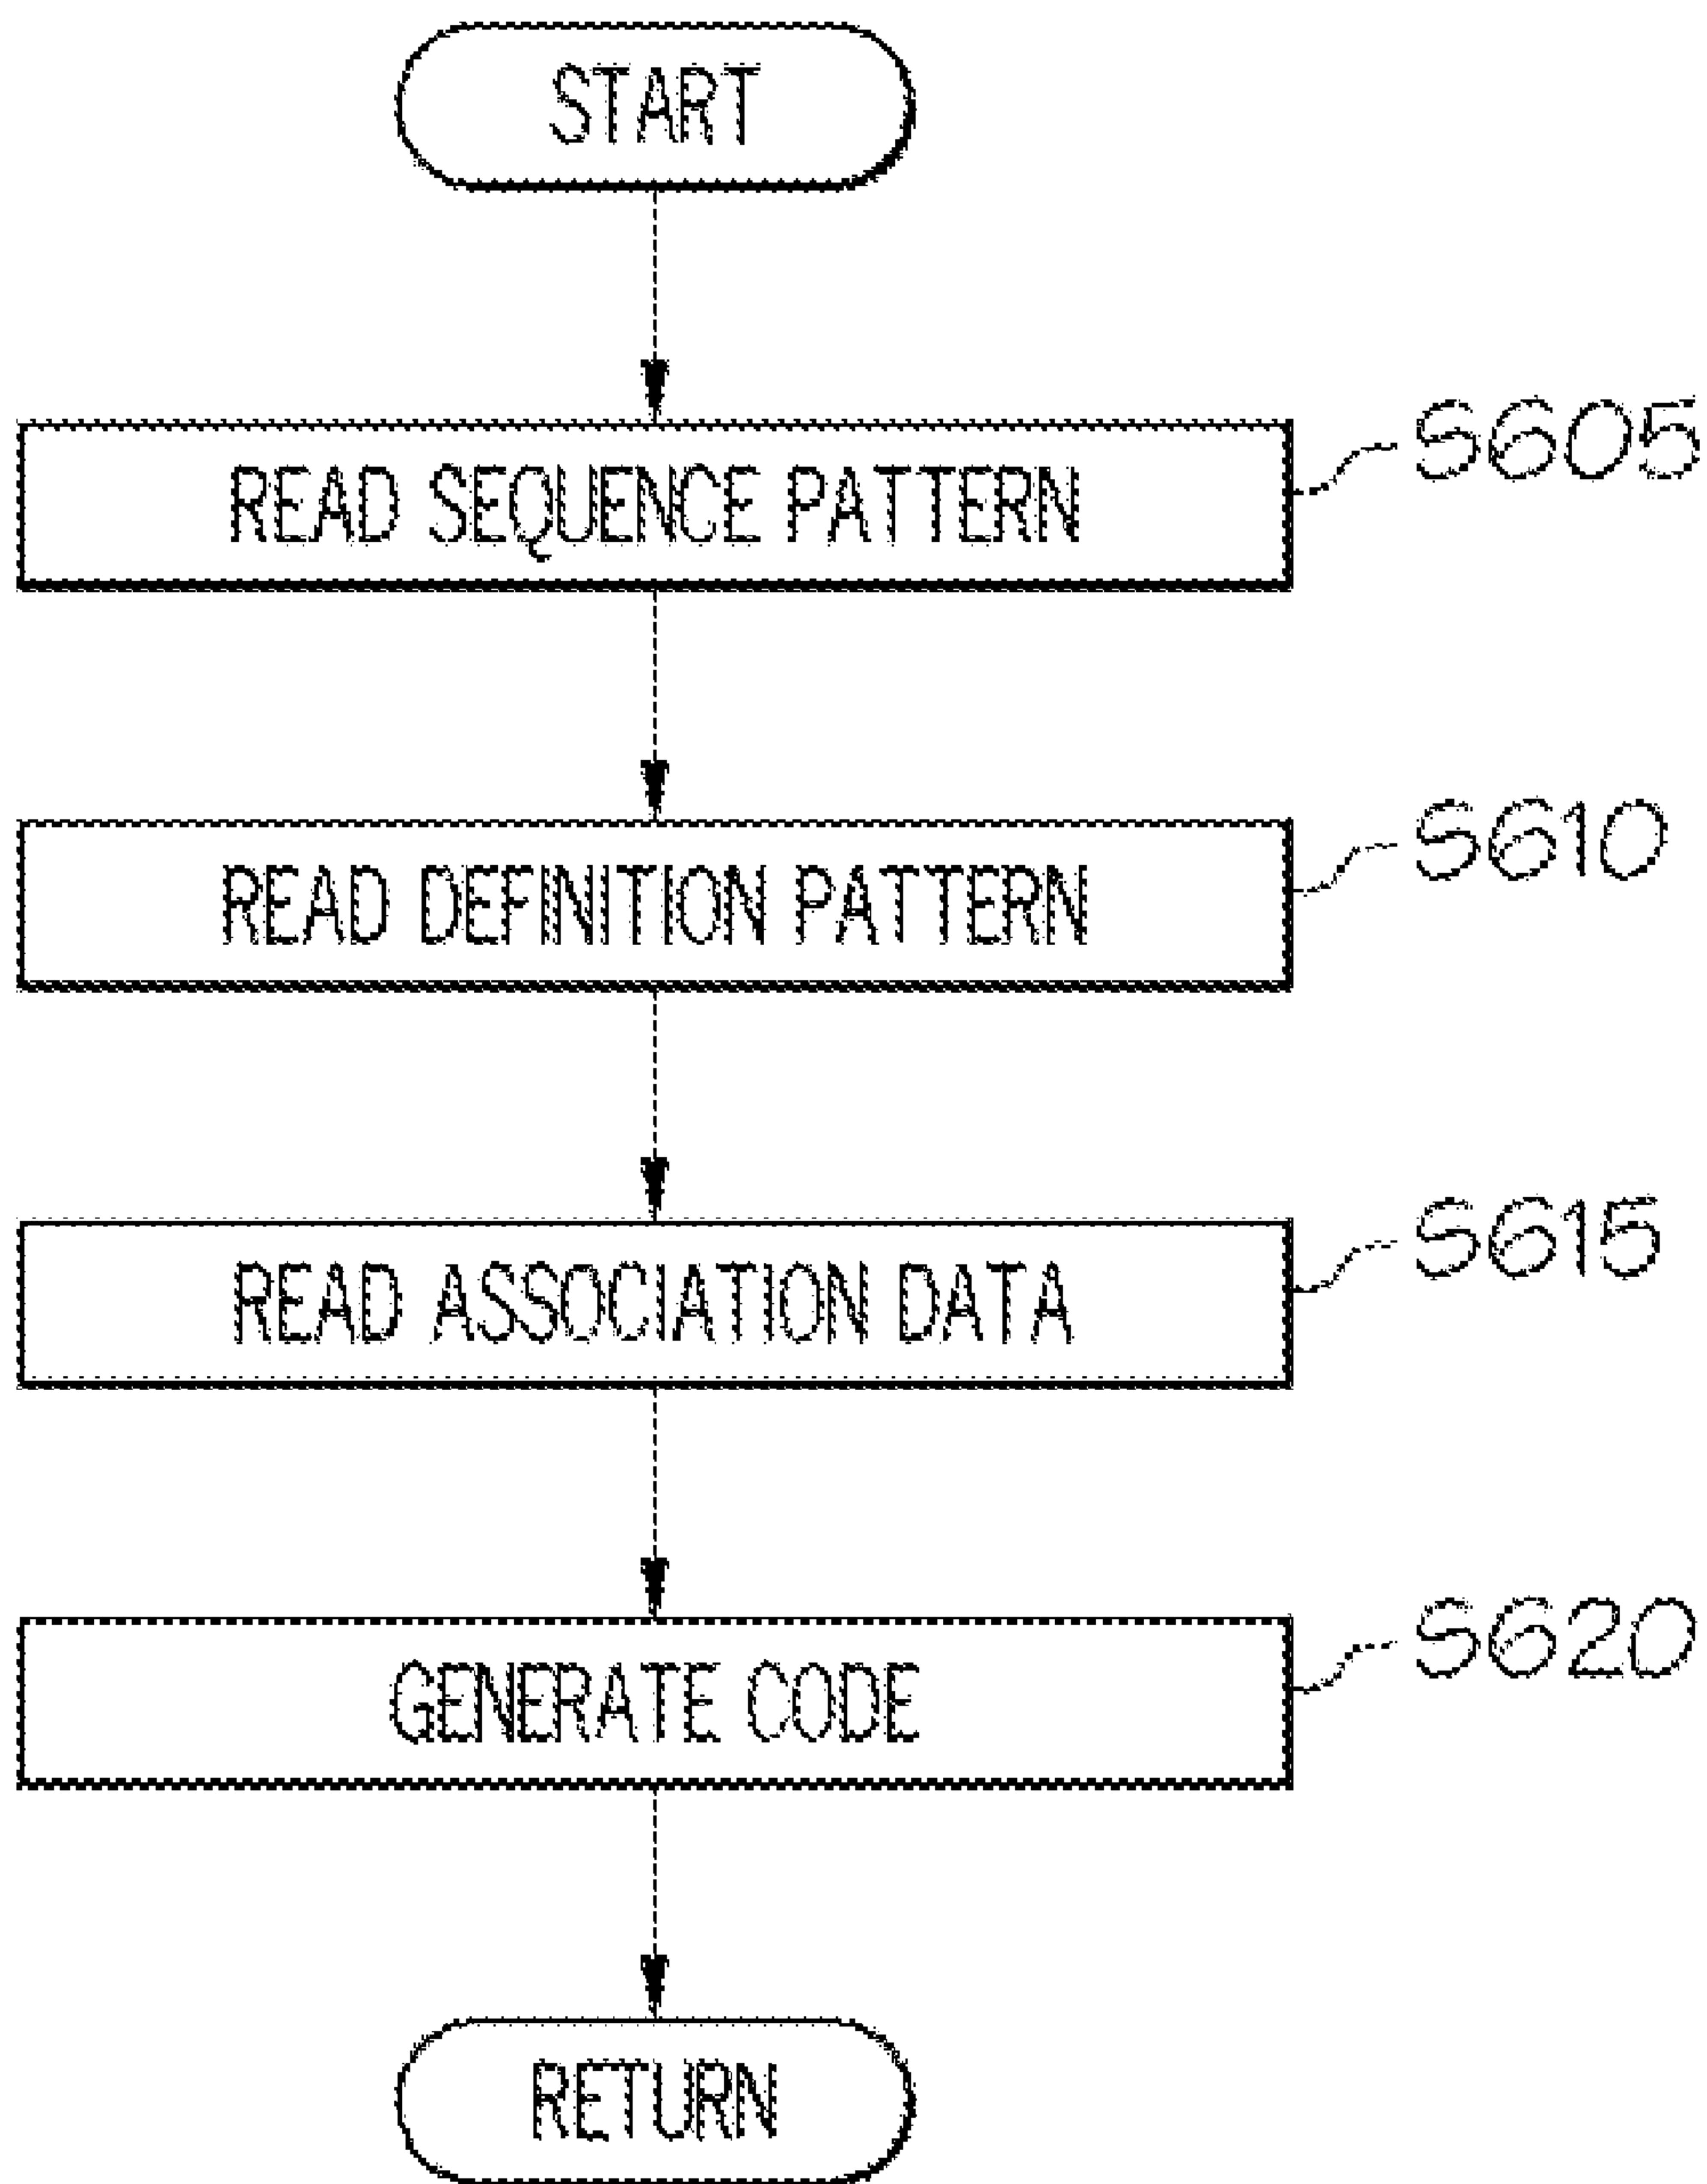 START
READ SEQUENCE PATTERN
S605
READ DEFINITION PATTERN
S610
READ ASSOCIATION DATA
S615
GENERATE CODE
S620
RETURN